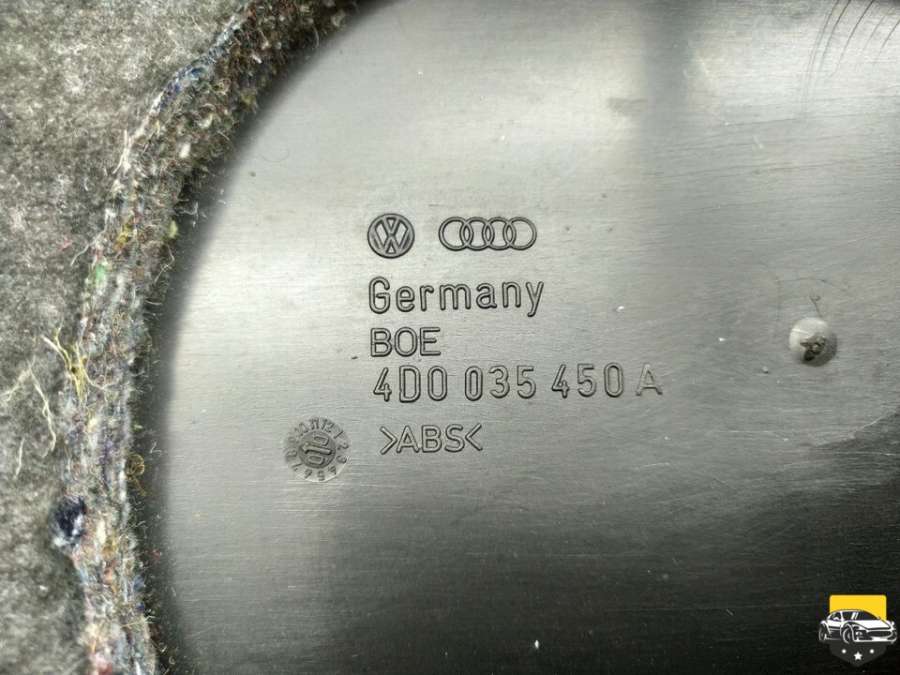 Germany
BOE
4D0 035 450 A
>ABS<